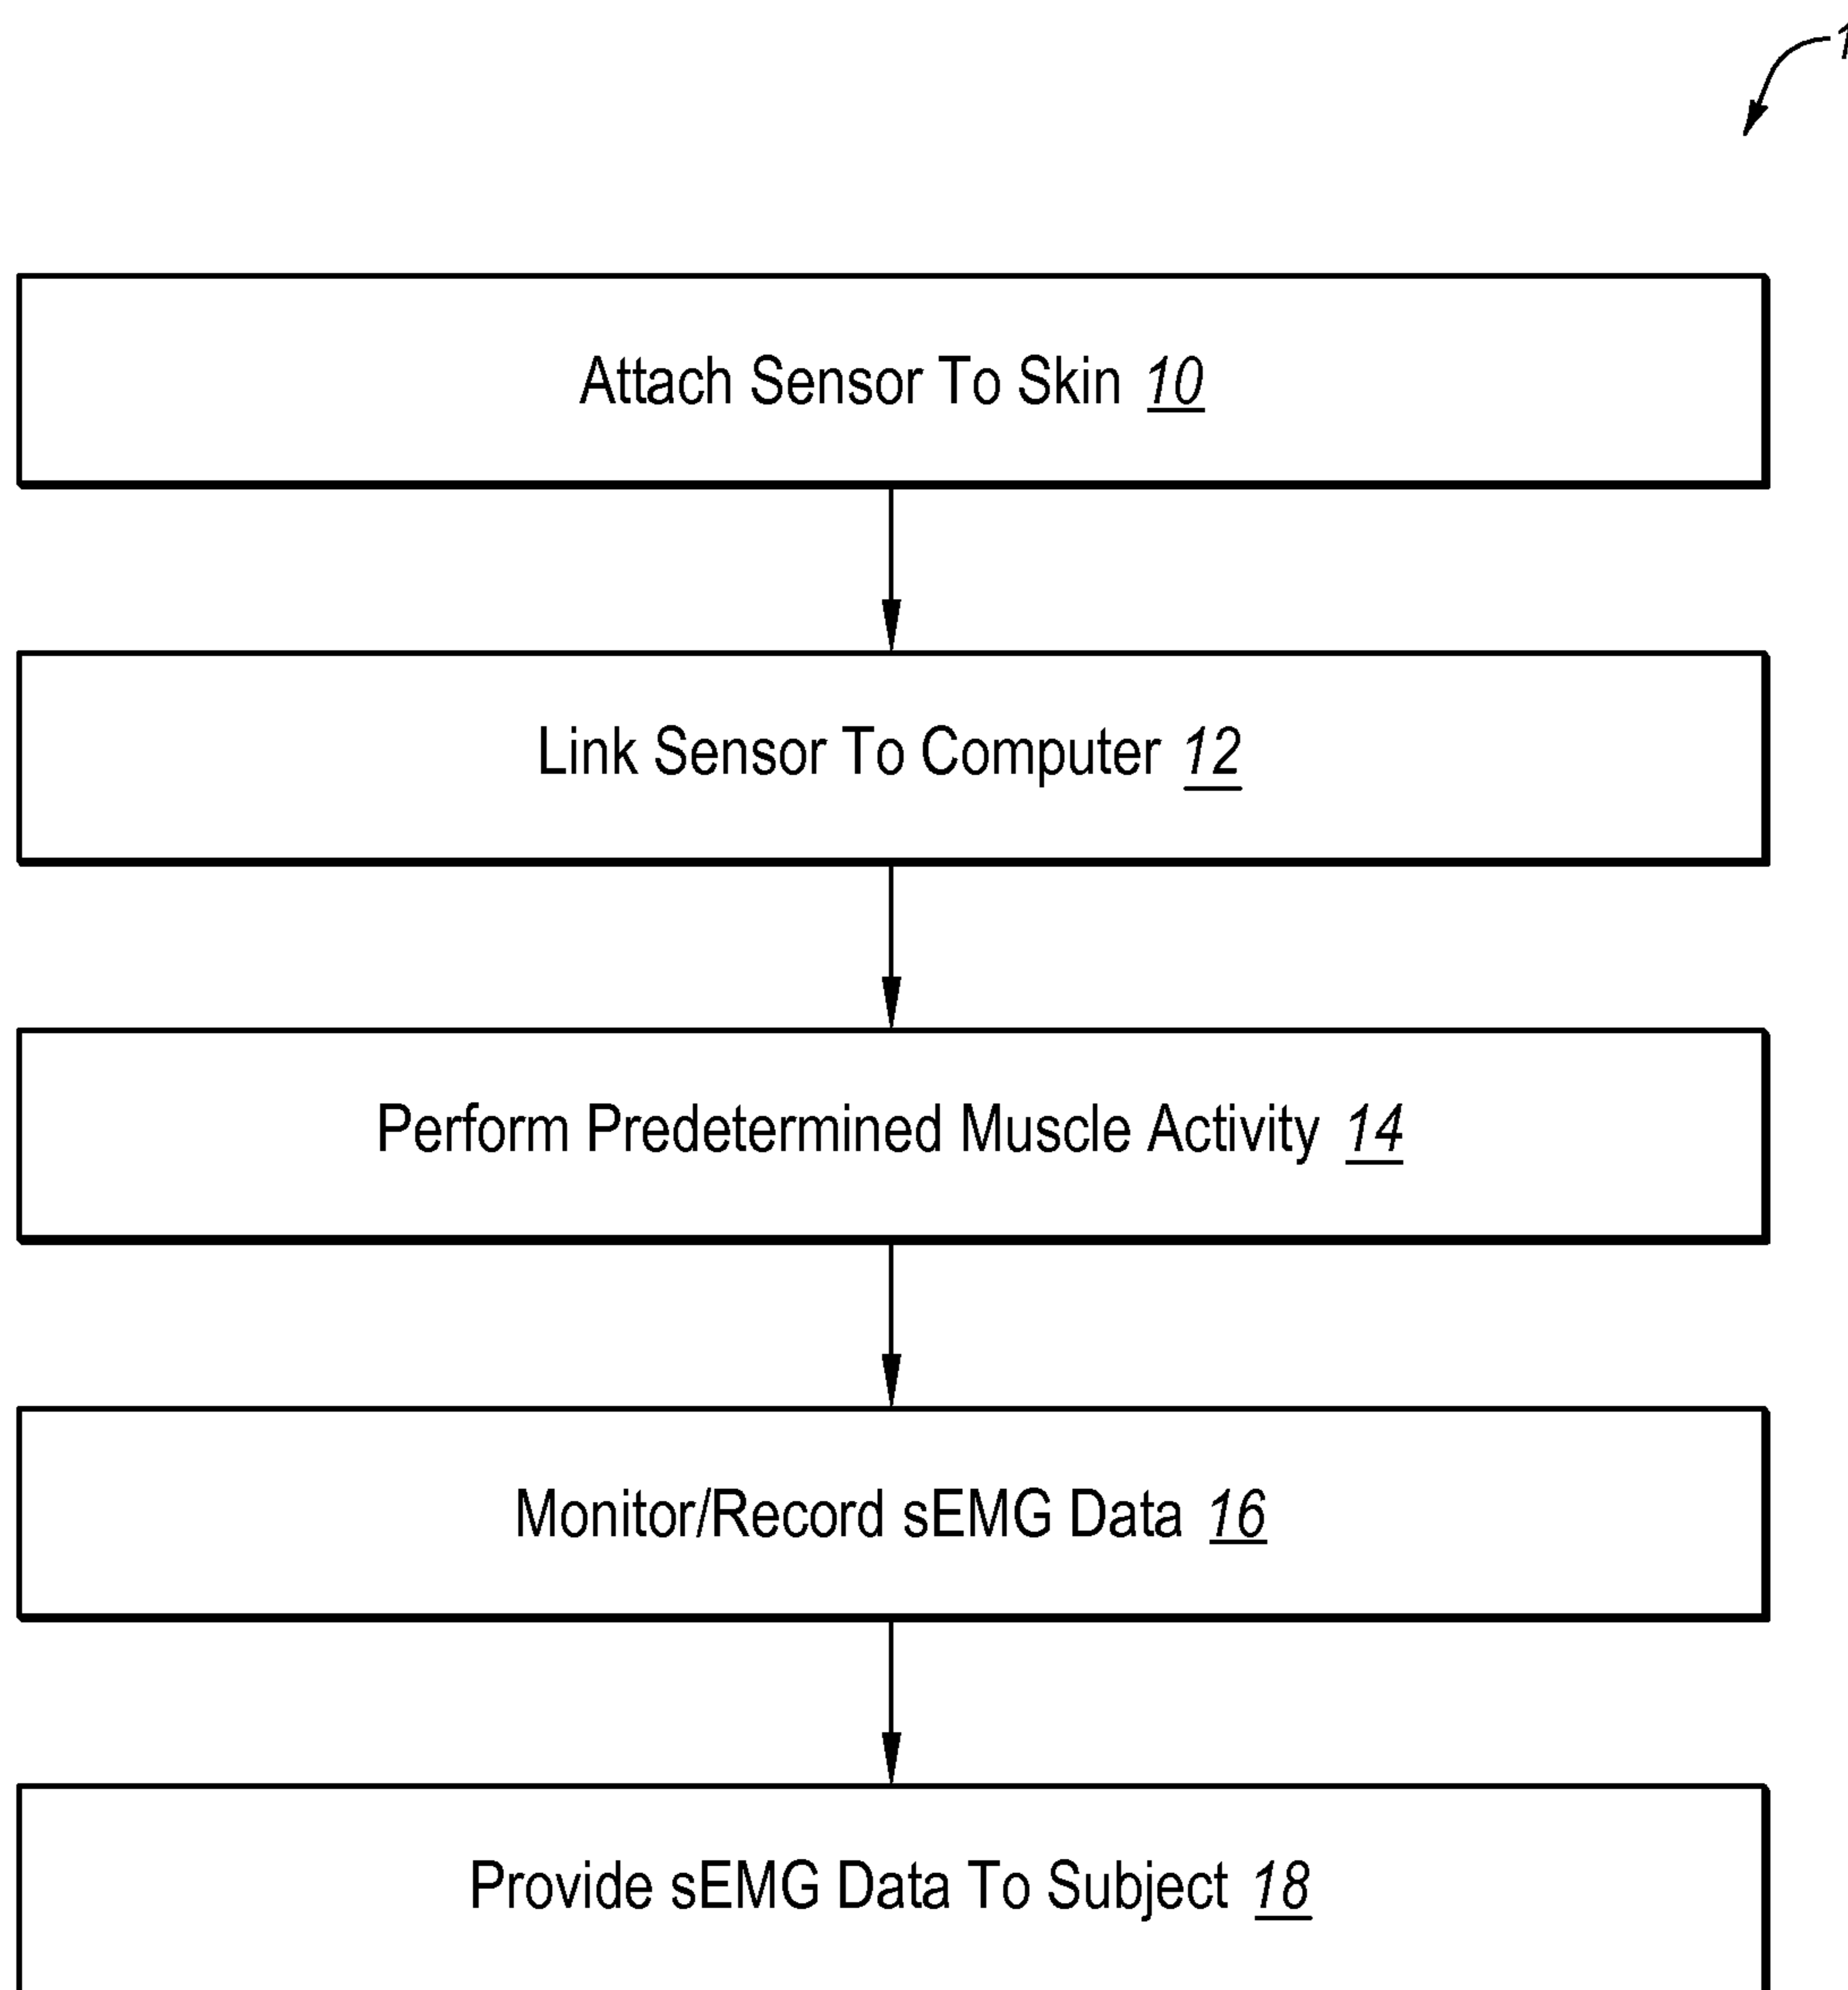 Attach Sensor To Skin 10
Link Sensor To Computer 12
Perform Predetermined Muscle Activity 14
Monitor/Record sEMG Data 16
Provide sEMG Data To Subject 18